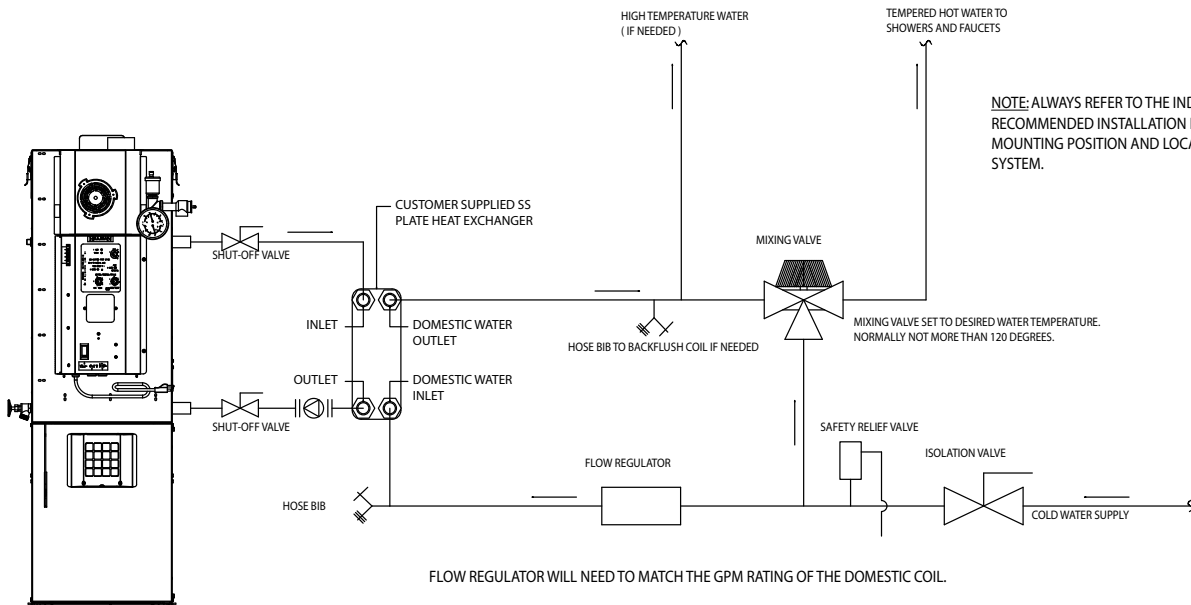 HIGH TEMPERATURE WATER
( IF NEEDED )
TEMPERED HOT WATER TO
SHOWERS AND FAUCETS
NOTE: ALWAYS REFER TO THE
RECOMMENDED INSTALLATION
MOUNTING POSITION AND
SYSTEM.
CUSTOMER SUPPLIED SS
PLATE HEAT EXCHANGER
SHUT-OFF VALVE
MIXING VALVE
INLET
DOMESTIC WATER
OUTLET
HOSE BIB TO BACKFLUSH COIL IF NEEDED
MIXING VALVE SET TO DESIRED WATER TEMPERATURE.
NORMALLY NOT MORE THAN 120 DEGREES.
OUTLET
DOMESTIC WATER
INLET
SHUT-OFF VALVE
SAFETY RELIEF VALVE
ISOLATION VALVE
FLOW REGULATOR
HOSE BIB
COLD WATER SUPPLY
FLOW REGULATOR WILL NEED TO MATCH THE GPM RATING OF THE DOMESTIC COIL.